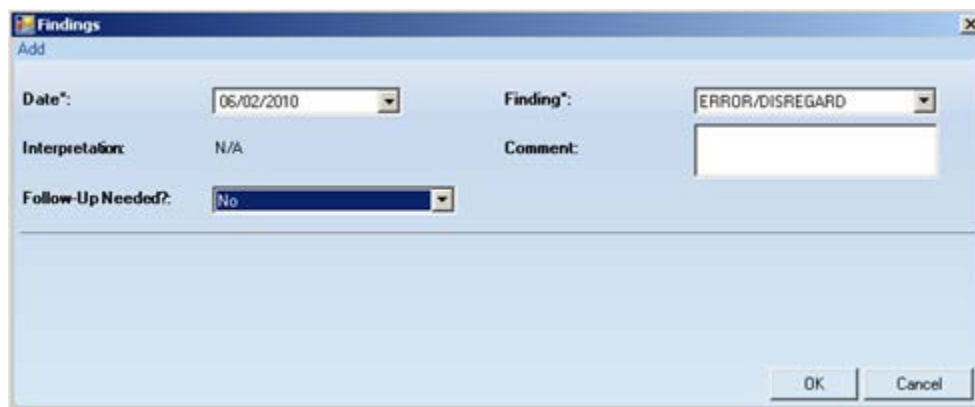 Findings
Add
Date*: 06/02/2010 Finding*: ERROR/DISREGARD
Interpretation: N/A Comment:
Follow-Up Needed?: No
OK Cancel